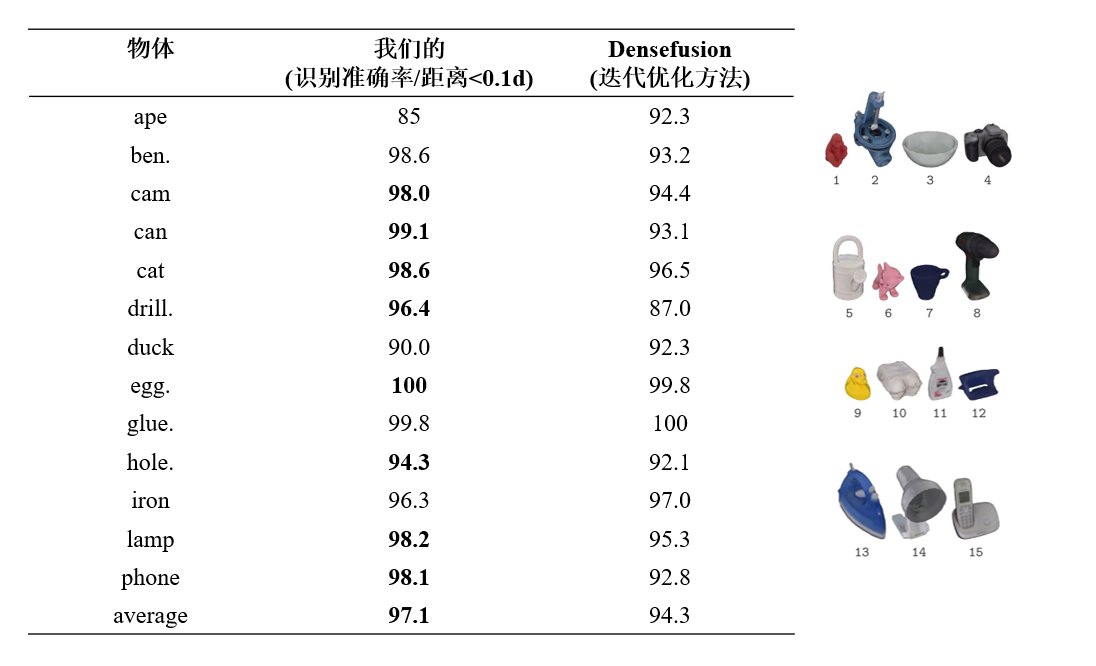 物体 我们的 Densefusion
(识别准确率/距离<0.1d) (迭代优化方法)
ape 85 92.3
ben. 98.6 93.2
cam 98.0 94.4
can 99.1 93.1
cat 98.6 96.5
drill. 96.4 87.0
duck 90.0 92.3
egg. 100 99.8
glue. 99.8 100
hole. 94.3 92.1
iron 96.3 97.0
lamp 98.2 95.3
phone 98.1 92.8
average 97.1 94.3
1 2 3 4
5 6 7 8
9 10 11 12
13 14 15